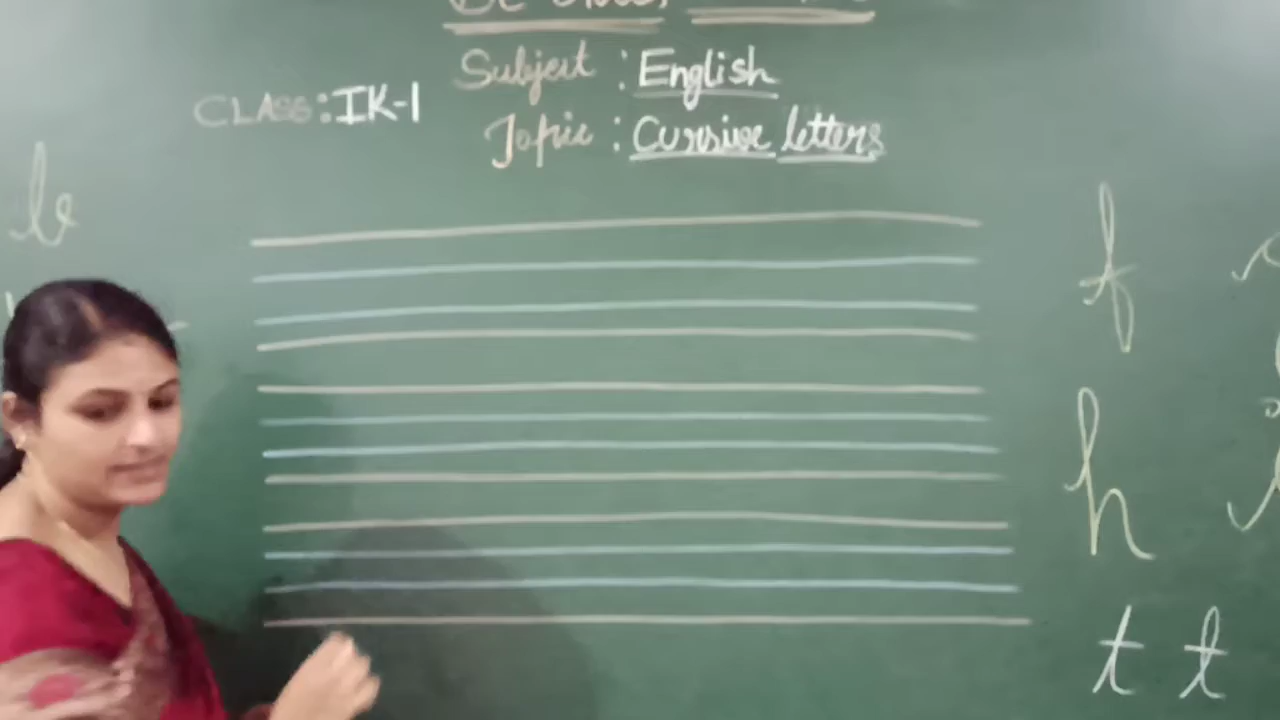 Subject : English
CLASS: IK-1
Topic : Cursive letters
b
f
h
t t